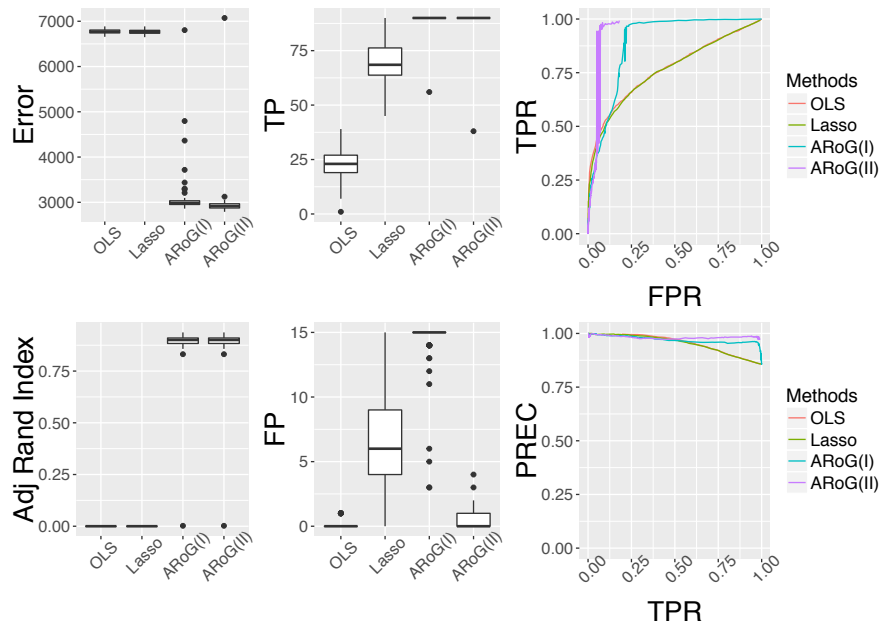 Error
7000
6000
5000
4000
3000
OLS
Lasso
ARoG(I)
ARoG(II)
TP
75
50
25
0
OLS
Lasso
ARoG(I)
ARoG(II)
TPR
1.00
0.75
0.50
0.25
0.00
0.00
0.25
0.50
0.75
1.00
FPR
Methods
OLS
Lasso
ARoG(I)
ARoG(II)
Adj Rand Index
0.75
0.50
0.25
0.00
OLS
Lasso
ARoG(I)
ARoG(II)
FP
15
10
5
0
OLS
Lasso
ARoG(I)
ARoG(II)
PREC
1.00
0.75
0.50
0.25
0.00
0.00
0.25
0.50
0.75
1.00
TPR
Methods
OLS
Lasso
ARoG(I)
ARoG(II)